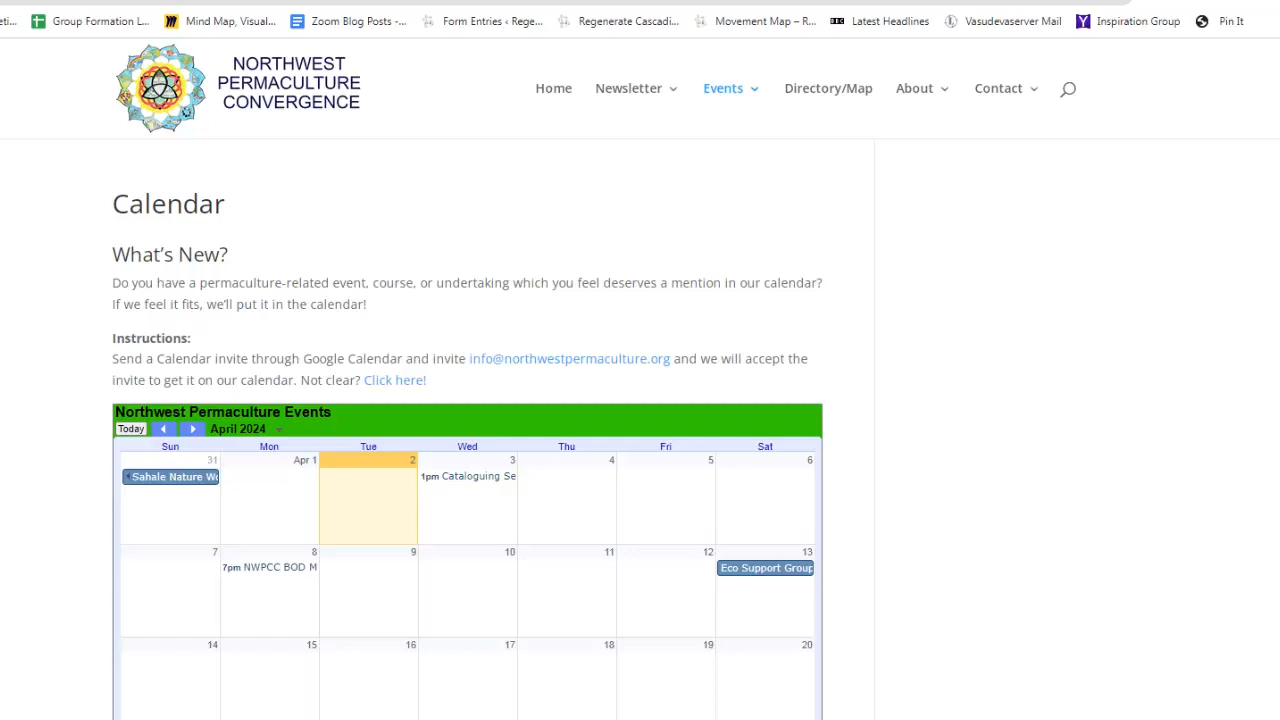 eti...
Group Formation L...
Mind Map, Visual...
Zoom Blog Posts -...
Form Entries ‹ Rege...
Regenerate Cascadi...
Movement Map – R...
Latest Headlines
Vasudevaserver Mail
Inspiration Group
Pin It
NORTHWEST
PERMACULTURE
CONVERGENCE
Home
Newsletter
Events
Directory/Map
About
Contact
Calendar
What's New?
Do you have a permaculture-related event, course, or undertaking which you feel deserves a mention in our calendar?
If we feel it fits, we'll put it in the calendar!
Instructions:
Send a Calendar invite through Google Calendar and invite info@northwestpermaculture.org and we will accept the
invite to get it on our calendar. Not clear? Click here!
Northwest Permaculture Events
Today April 2024
Sun Mon Tue Wed Thu Fri Sat
31 Apr 1 2 3 4 5 6
Sahale Nature Wo 1pm Cataloguing Se
7 8 9 10 11 12 13
7pm NWPCC BOD M Eco Support Group
14 15 16 17 18 19 20